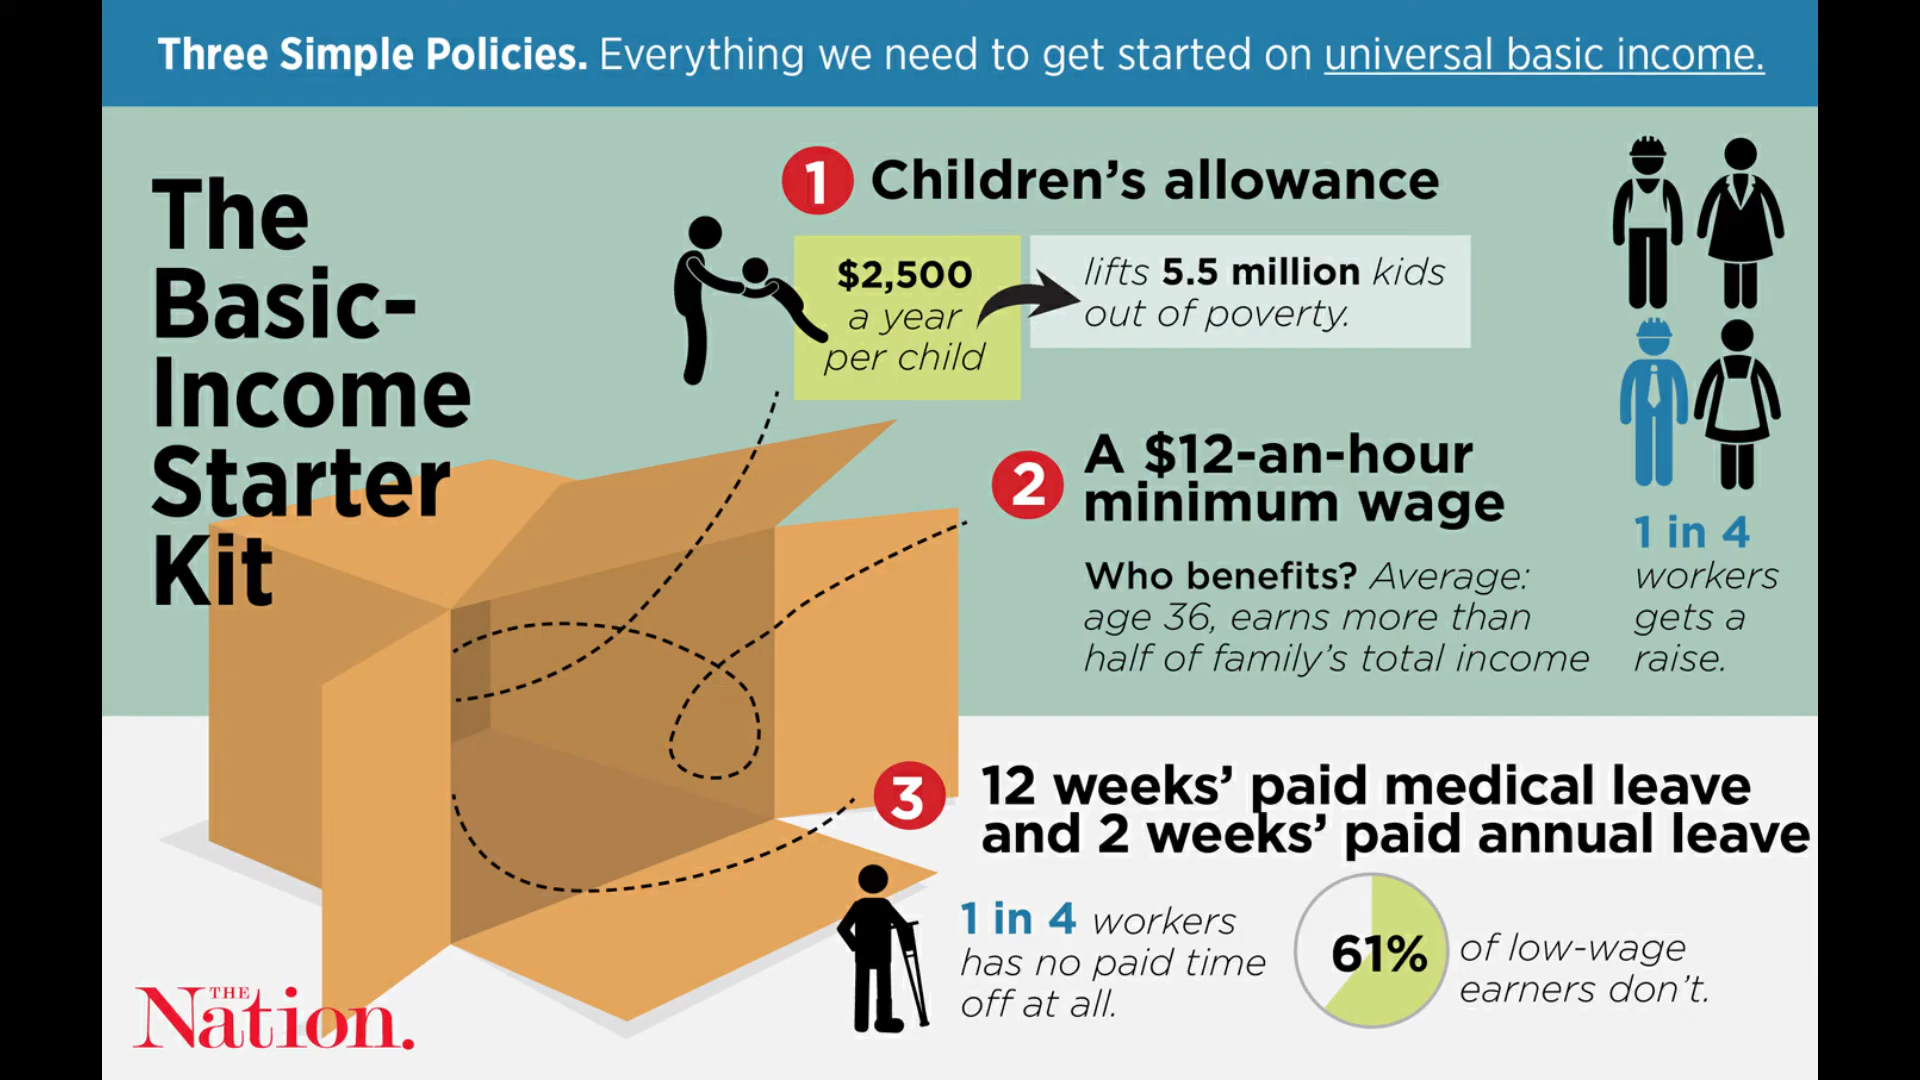 Three Simple Policies. Everything we need to get started on universal basic income.
The
Basic-
Income
Starter
Kit
1 Children's allowance
$2,500
a year
per child
lifts 5.5 million kids
out of poverty.
2 A $12-an-hour
minimum wage
Who benefits? Average:
age 36, earns more than
half of family's total income
1 in 4
workers
gets a
raise.
3 12 weeks' paid medical leave
and 2 weeks' paid annual leave
1 in 4 workers
has no paid time
off at all.
61%
of low-wage
earners don't.
THE
Nation.